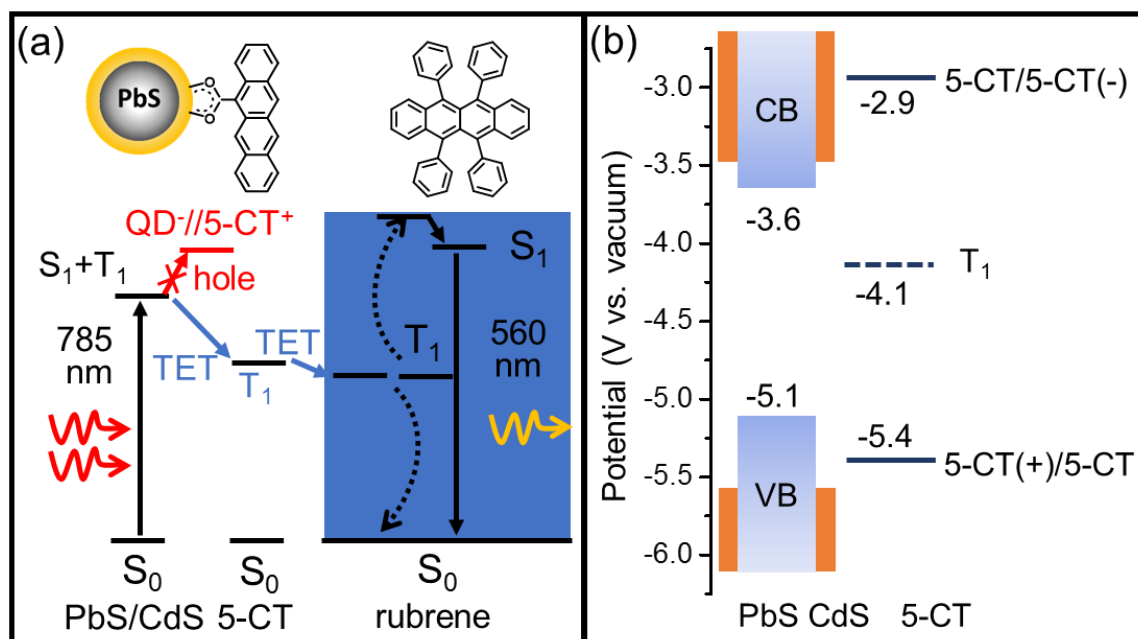 (a)
PbS
O
O
QD⁻//5-CT⁺
S₁+T₁
hole
S₁
785
nm
TET
TET
T₁
T₁
560
nm
S₀
S₀
S₀
PbS/CdS 5-CT
rubrene
(b)
Potential (V vs. vacuum)
-3.0
-3.5
-4.0
-4.5
-5.0
-5.5
-6.0
CB
-3.6
-5.1
VB
5-CT/5-CT(-)
-2.9
T₁
-4.1
-5.4
5-CT(+)/5-CT
PbS CdS 5-CT